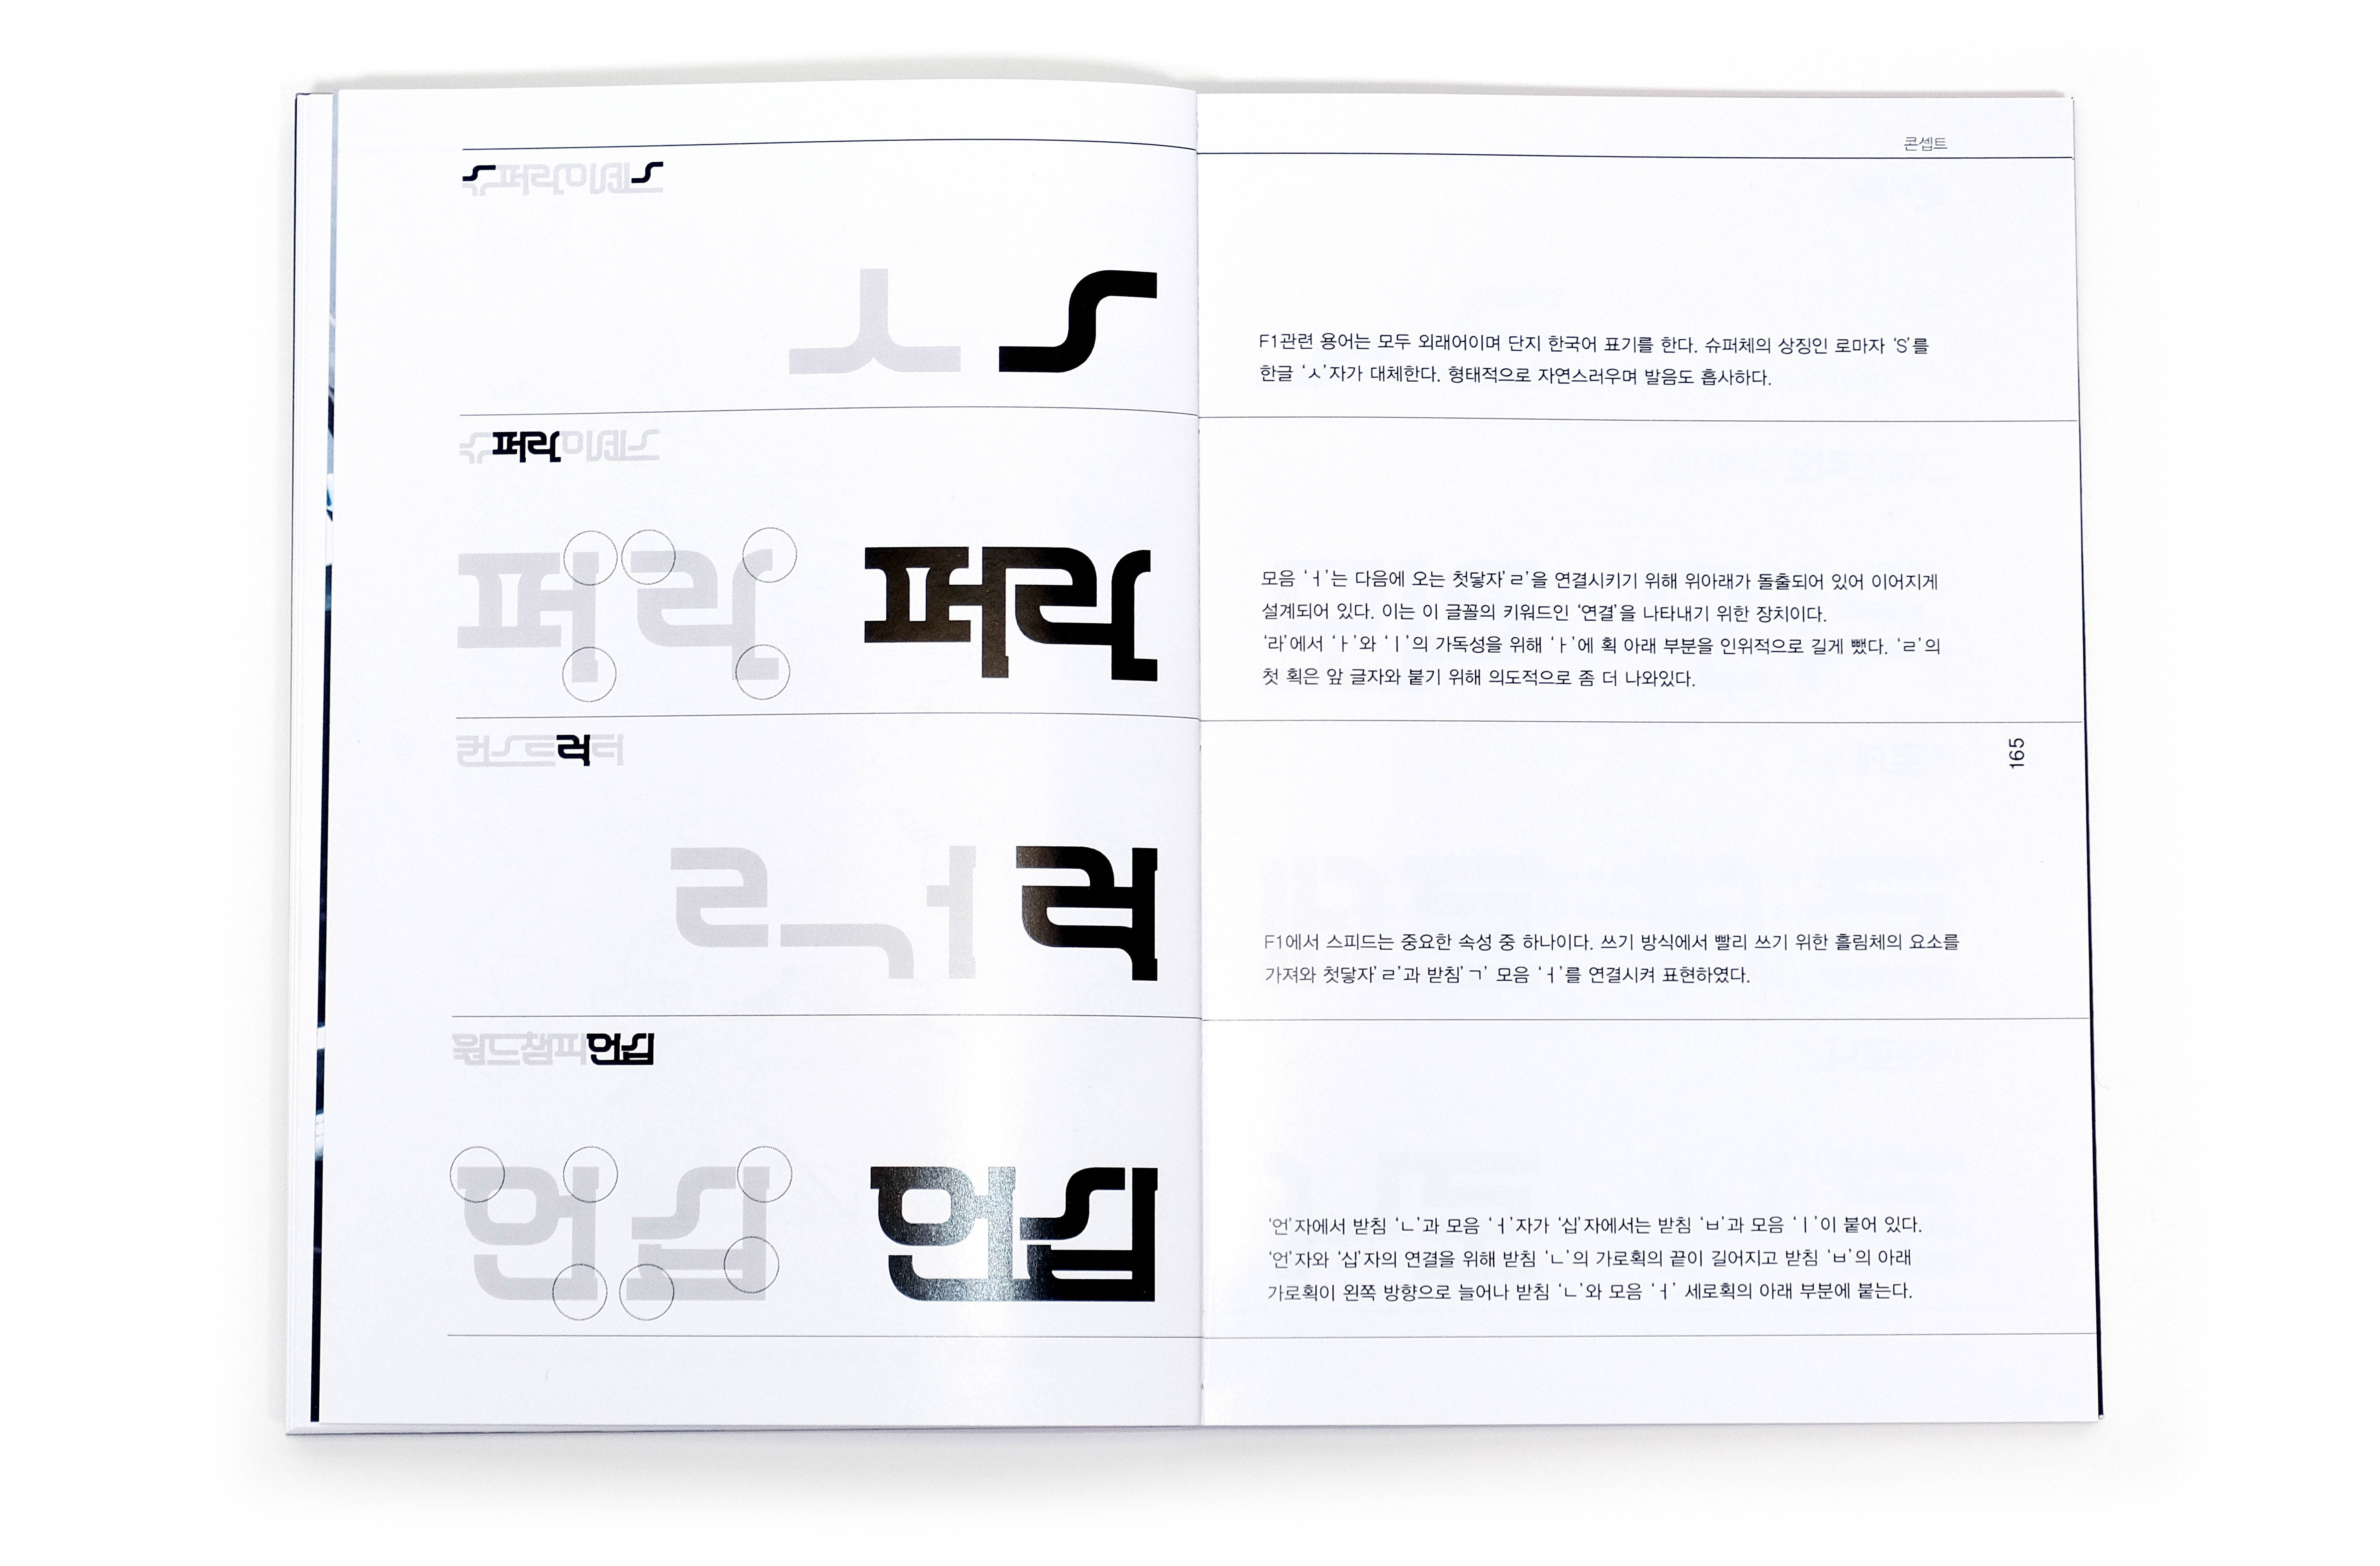 콘셉트
슈퍼라이센스
ㅅ S
F1관련 용어는 모두 외래어이며 단지 한국어 표기를 한다. 슈퍼체의 상징인 로마자 ‘S’를
한글 ‘ㅅ’자가 대체한다. 형태적으로 자연스러우며 발음도 흡사하다.
슈퍼라이센스
퍼라 퍼라
모음 ‘ㅓ’는 다음에 오는 첫닿자’ㄹ’을 연결시키기 위해 위아래가 돌출되어 있어 이어지게
설계되어 있다. 이는 이 글꼴의 키워드인 ‘연결’을 나타내기 위한 장치이다.
‘라’에서 ‘ㅏ’와 ‘ㅣ’의 가독성을 위해 ‘ㅏ’에 획 아래 부분을 인위적으로 길게 뺐다. ‘ㄹ’의
첫 획은 앞 글자와 붙기 위해 의도적으로 좀 더 나와있다.
컨스트럭터
165
ㄹ ㄱ ㅓ 럭
F1에서 스피드는 중요한 속성 중 하나이다. 쓰기 방식에서 빨리 쓰기 위한 흘림체의 요소를
가져와 첫닿자’ㄹ’과 받침’ㄱ’ 모음 ‘ㅓ’를 연결시켜 표현하였다.
월드챔피언십
언십 언십
‘언’자에서 받침 ‘ㄴ’과 모음 ‘ㅓ’자가 ‘십’자에서는 받침 ‘ㅂ’과 모음 ‘ㅣ’이 붙어 있다.
‘언’자와 ‘십’자의 연결을 위해 받침 ‘ㄴ’의 가로획의 끝이 길어지고 받침 ‘ㅂ’의 아래
가로획이 왼쪽 방향으로 늘어나 받침 ‘ㄴ’와 모음 ‘ㅓ’ 세로획의 아래 부분에 붙는다.